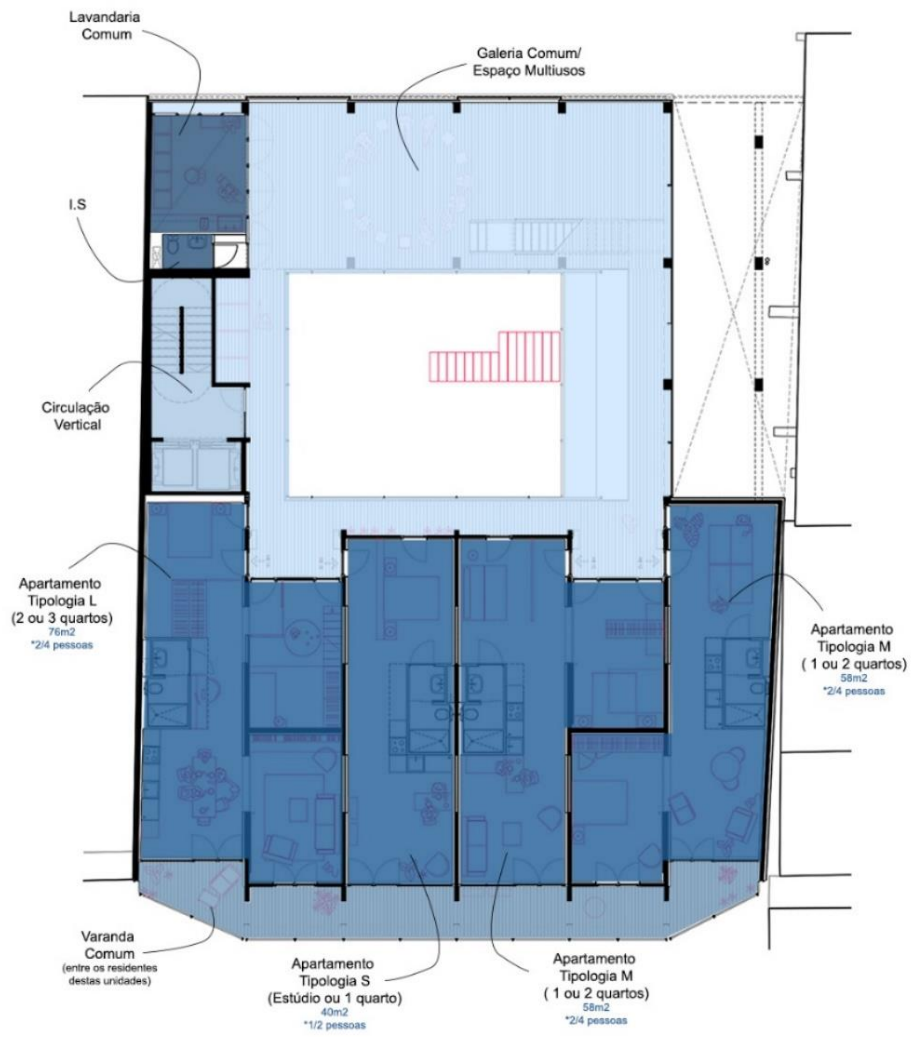 Lavandaria
Comum
Galeria Comum/
Espaço Multiusos
I.S
Circulação
Vertical
Apartamento
Tipologia L
(2 ou 3 quartos)
76m2
*2/4 pessoas
Apartamento
Tipologia M
( 1 ou 2 quartos)
58m2
*2/4 pessoas
Varanda
Comum
(entre os residentes
destas unidades)
Apartamento
Tipologia S
(Estúdio ou 1 quarto)
40m2
*1/2 pessoas
Apartamento
Tipologia M
( 1 ou 2 quartos)
58m2
*2/4 pessoas